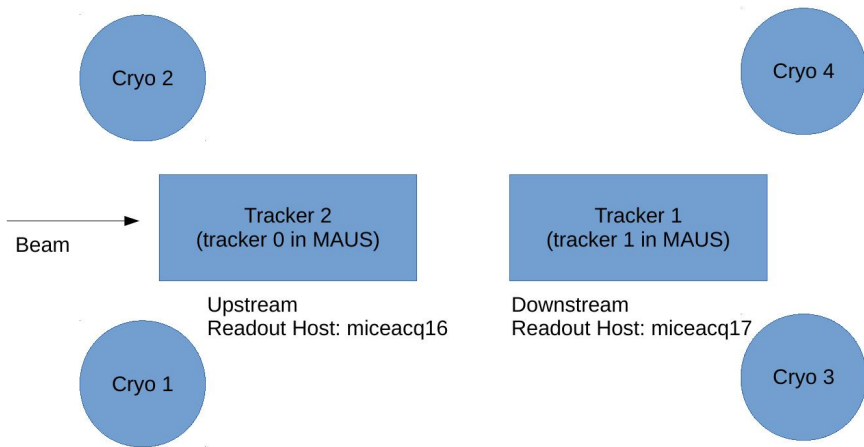 Cryo 2
Cryo 4
Tracker 2
(tracker 0 in MAUS)
Tracker 1
(tracker 1 in MAUS)
Beam
Upstream
Readout Host: miceacq16
Downstream
Readout Host: miceacq17
Cryo 1
Cryo 3